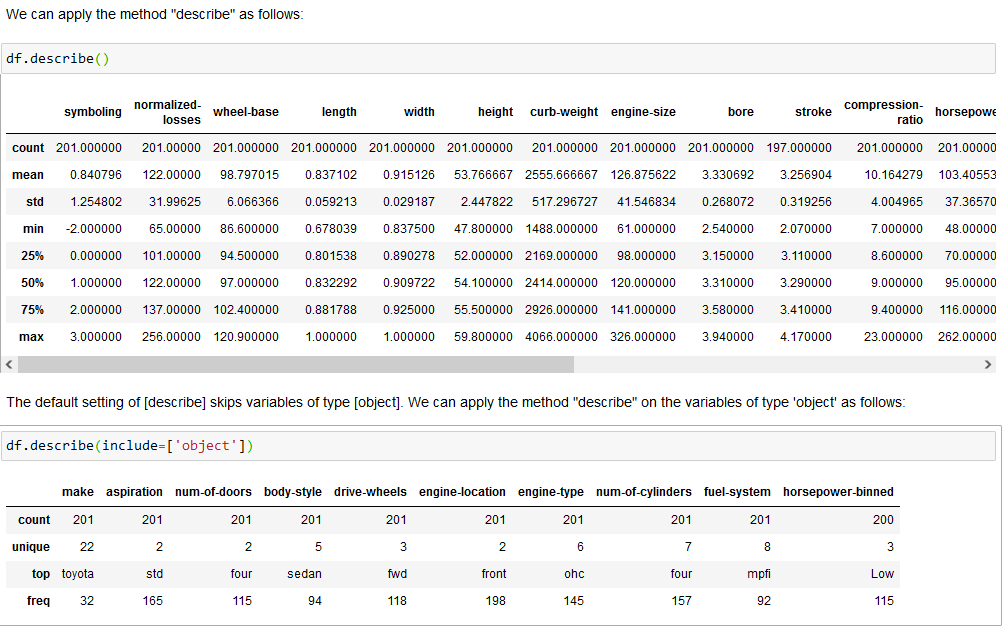 We can apply the method "describe" as follows:
df.describe()
symboling normalized-losses wheel-base length width height curb-weight engine-size bore stroke compression-ratio horsepowe
count 201.000000 201.00000 201.000000 201.000000 201.000000 201.000000 201.000000 201.000000 201.000000 197.000000 201.000000 201.00000
mean 0.840796 122.00000 98.797015 0.837102 0.915126 53.766667 2555.666667 126.875622 3.330692 3.256904 10.164279 103.40553
std 1.254802 31.99625 6.066366 0.059213 0.029187 2.447822 517.296727 41.546834 0.268072 0.319256 4.004965 37.36570
min -2.000000 65.00000 86.600000 0.678039 0.837500 47.800000 1488.000000 61.000000 2.540000 2.070000 7.000000 48.00000
25% 0.000000 101.00000 94.500000 0.801538 0.890278 52.000000 2169.000000 98.000000 3.150000 3.110000 8.600000 70.00000
50% 1.000000 122.00000 97.000000 0.832292 0.909722 54.100000 2414.000000 120.000000 3.310000 3.290000 9.000000 95.00000
75% 2.000000 137.00000 102.400000 0.881788 0.925000 55.500000 2926.000000 141.000000 3.580000 3.410000 9.400000 116.00000
max 3.000000 256.00000 120.900000 1.000000 1.000000 59.800000 4066.000000 326.000000 3.940000 4.170000 23.000000 262.00000
The default setting of [describe] skips variables of type [object]. We can apply the method "describe" on the variables of type 'object' as follows:
df.describe(include=['object'])
make aspiration num-of-doors body-style drive-wheels engine-location engine-type num-of-cylinders fuel-system horsepower-binned
count 201 201 201 201 201 201 201 201 201 200
unique 22 2 2 5 3 2 6 7 8 3
top toyota std four sedan fwd front ohc four mpfi Low
freq 32 165 115 94 118 198 145 157 92 115